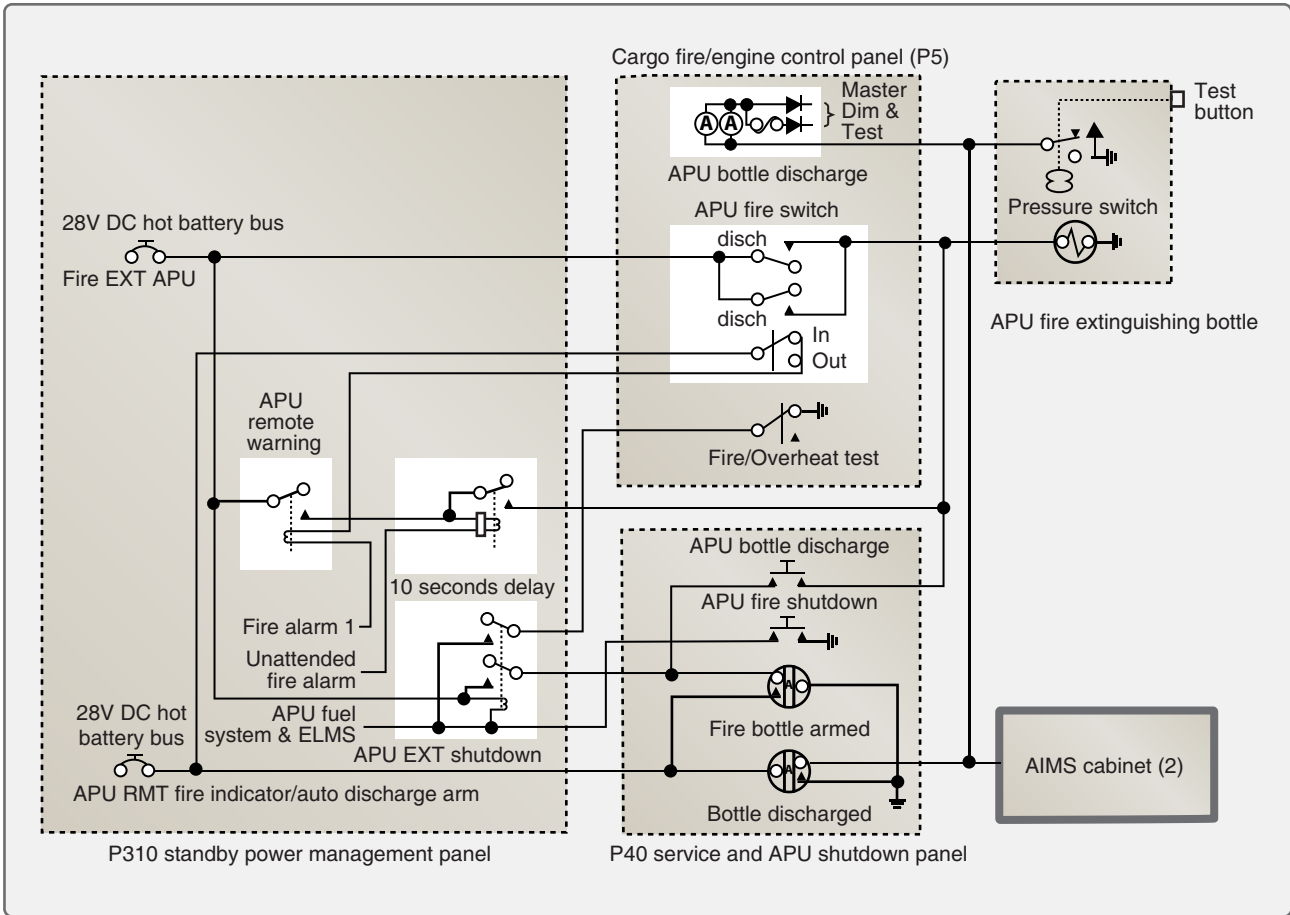 Cargo fire/engine control panel (P5)
Master
Dim &
Test
A A
APU bottle discharge
Test
button
Pressure switch
APU fire switch
28V DC hot battery bus
Fire EXT APU
disch
disch
In
Out
APU fire extinguishing bottle
APU
remote
warning
Fire/Overheat test
10 seconds delay
Fire alarm 1
Unattended
fire alarm
APU fuel
system & ELMS
APU EXT shutdown
28V DC hot
battery bus
APU RMT fire indicator/auto discharge arm
APU bottle discharge
APU fire shutdown
A
Fire bottle armed
A
Bottle discharged
AIMS cabinet (2)
P310 standby power management panel
P40 service and APU shutdown panel